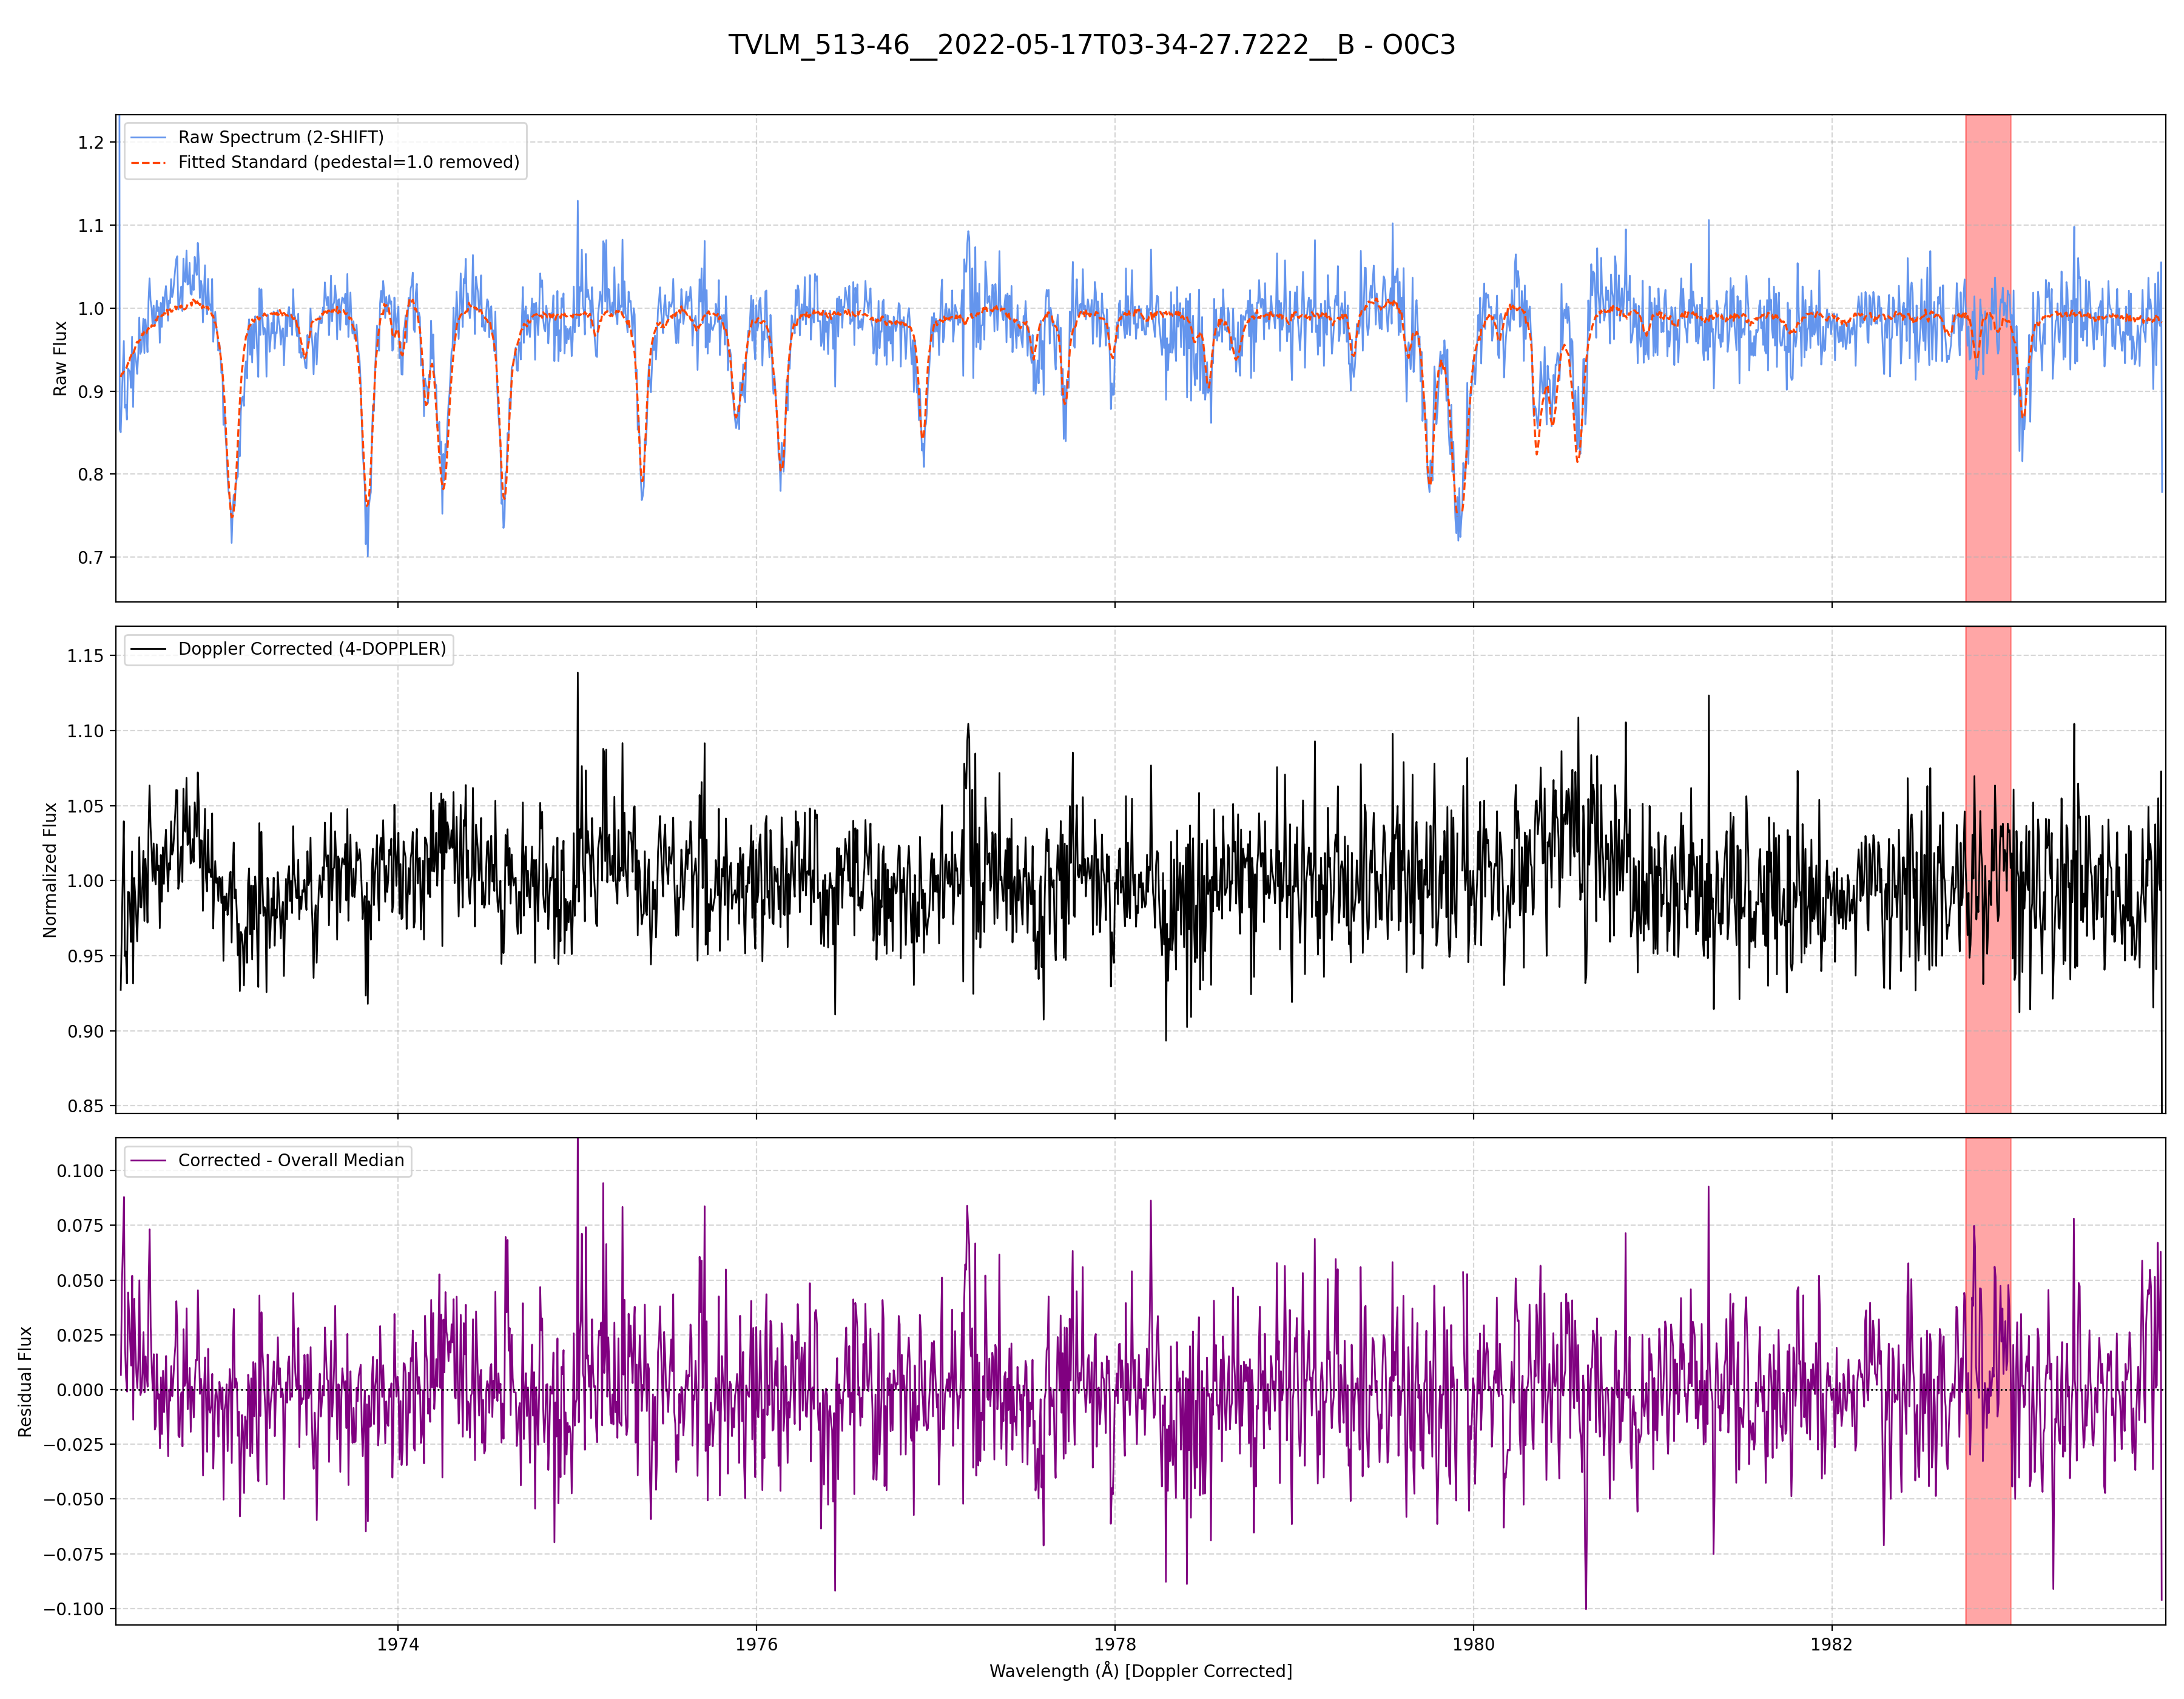 TVLM_513-46__2022-05-17T03-34-27.7222__B - O0C3
Raw Spectrum (2-SHIFT)
Fitted Standard (pedestal=1.0 removed)
1.2
1.1
1.0
0.9
0.8
0.7
Raw Flux
Doppler Corrected (4-DOPPLER)
1.15
1.10
1.05
1.00
0.95
0.90
0.85
Normalized Flux
Corrected - Overall Median
0.100
0.075
0.050
0.025
0.000
−0.025
−0.050
−0.075
−0.100
Residual Flux
1974 1976 1978 1980 1982
Wavelength (Å) [Doppler Corrected]